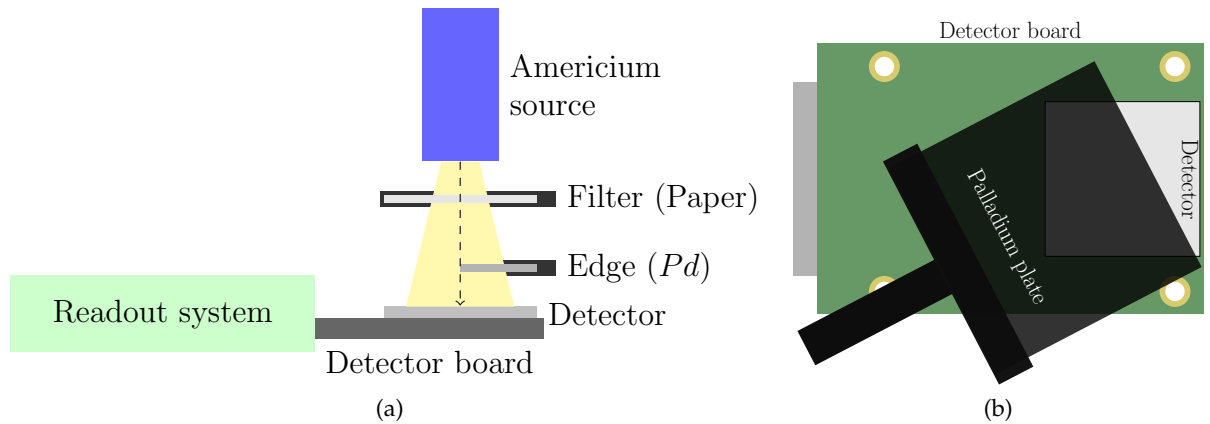 Americium
source
Filter (Paper)
Edge (Pd)
Readout system
Detector
Detector board
(a)
Detector board
Detector
Palladium plate
(b)